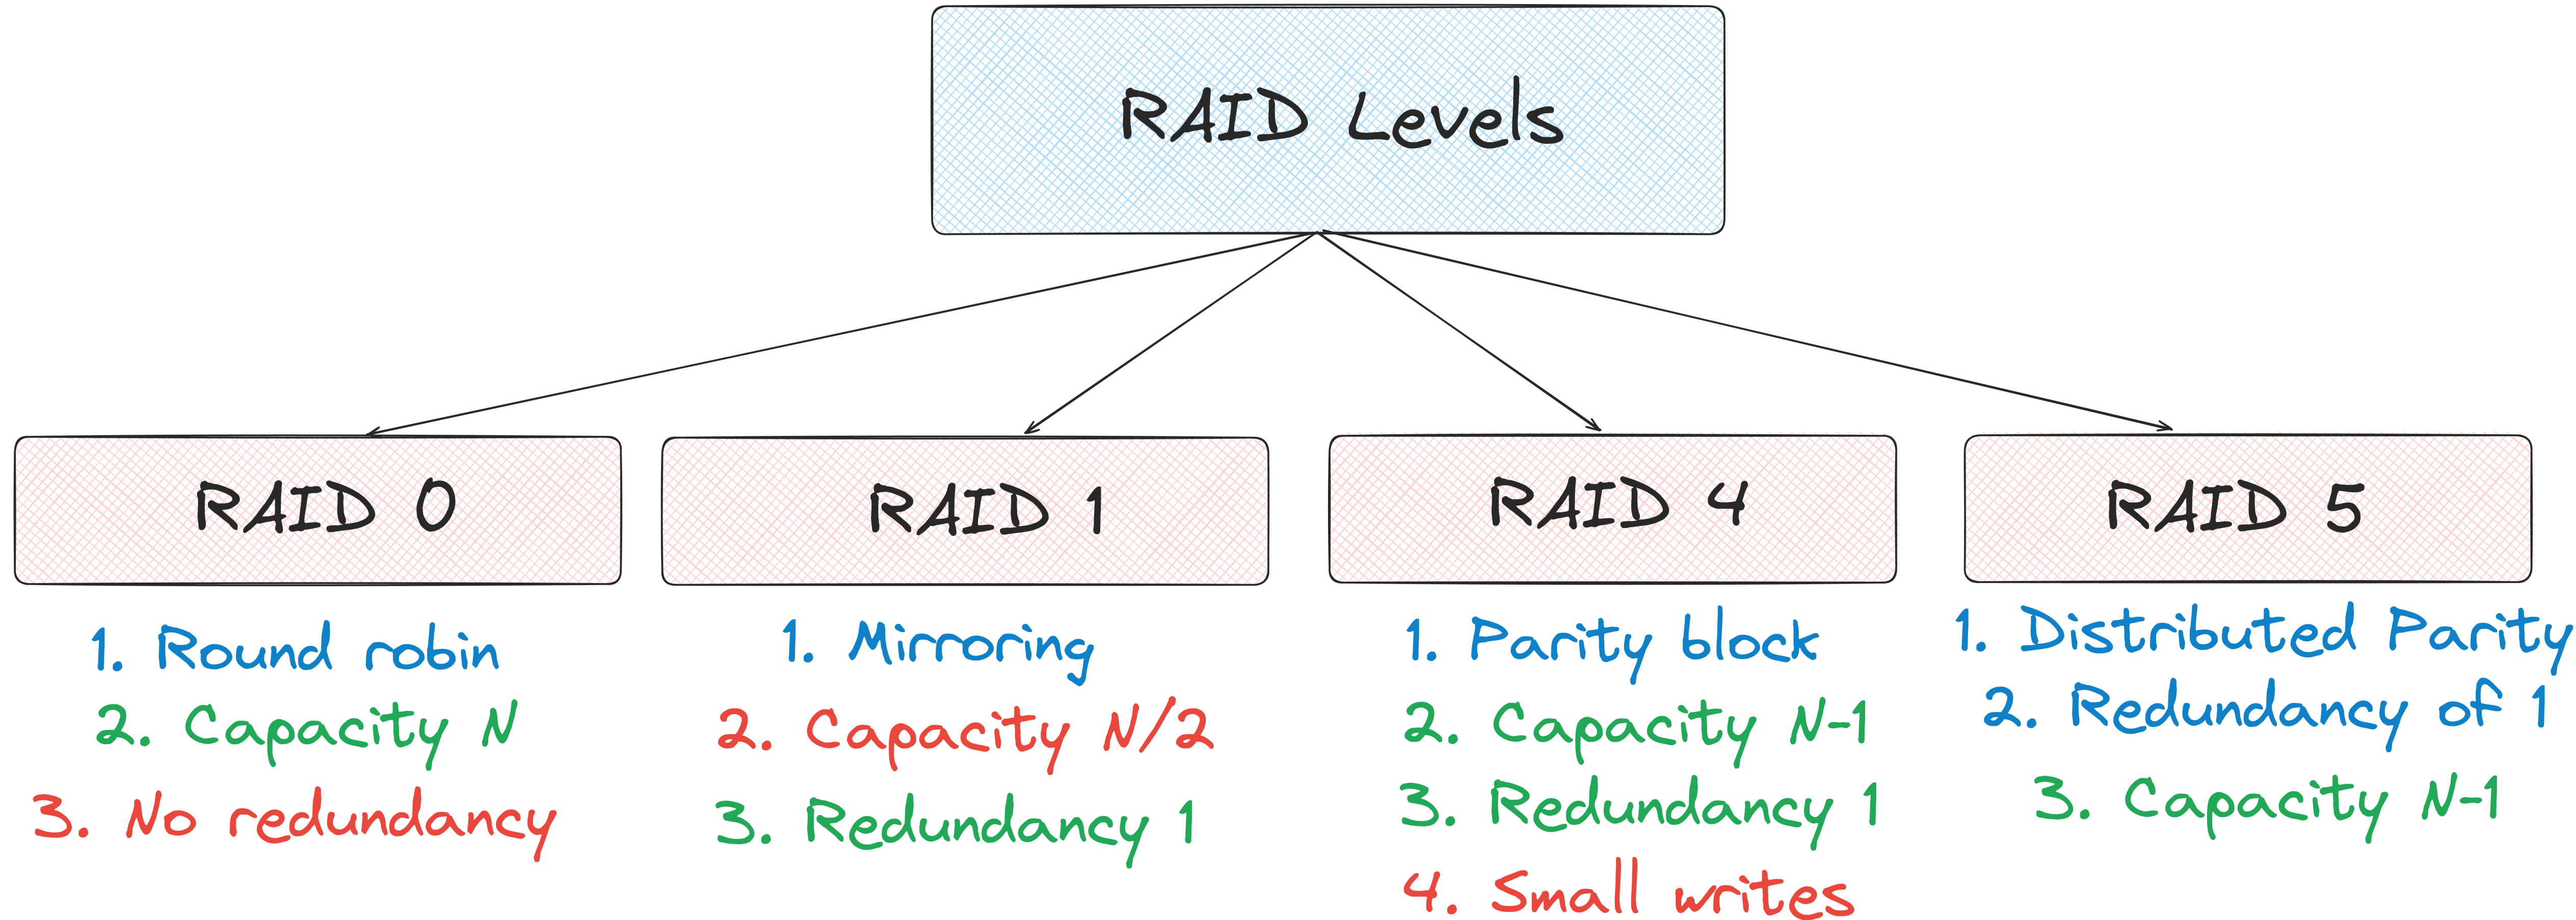 RAID Levels
RAID 0
1. Round robin
2. Capacity N
3. No redundancy
RAID 1
1. Mirroring
2. Capacity N/2
3. Redundancy 1
RAID 4
1. Parity block
2. Capacity N-1
3. Redundancy 1
4. Small writes
RAID 5
1. Distributed Parity
2. Redundancy of 1
3. Capacity N-1